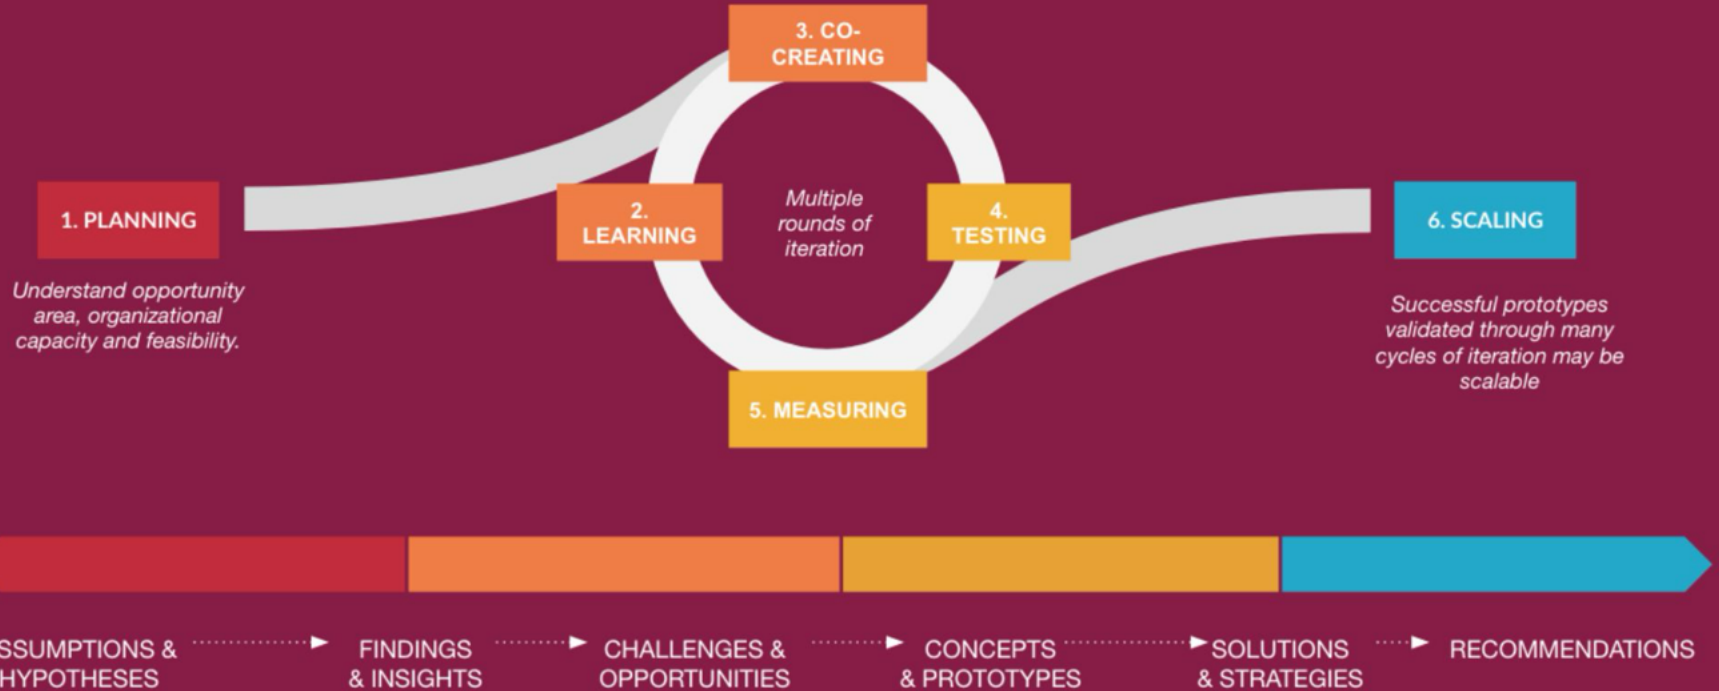 3. CO-
CREATING
1. PLANNING
2.
LEARNING
Multiple
rounds of
iteration
4.
TESTING
6. SCALING
Understand opportunity
area, organizational
capacity and feasibility.
Successful prototypes
validated through many
cycles of iteration may be
scalable
5. MEASURING
SSUMPTIONS &
HYPOTHESES
FINDINGS
& INSIGHTS
CHALLENGES &
OPPORTUNITIES
CONCEPTS
& PROTOTYPES
SOLUTIONS
& STRATEGIES
RECOMMENDATIONS